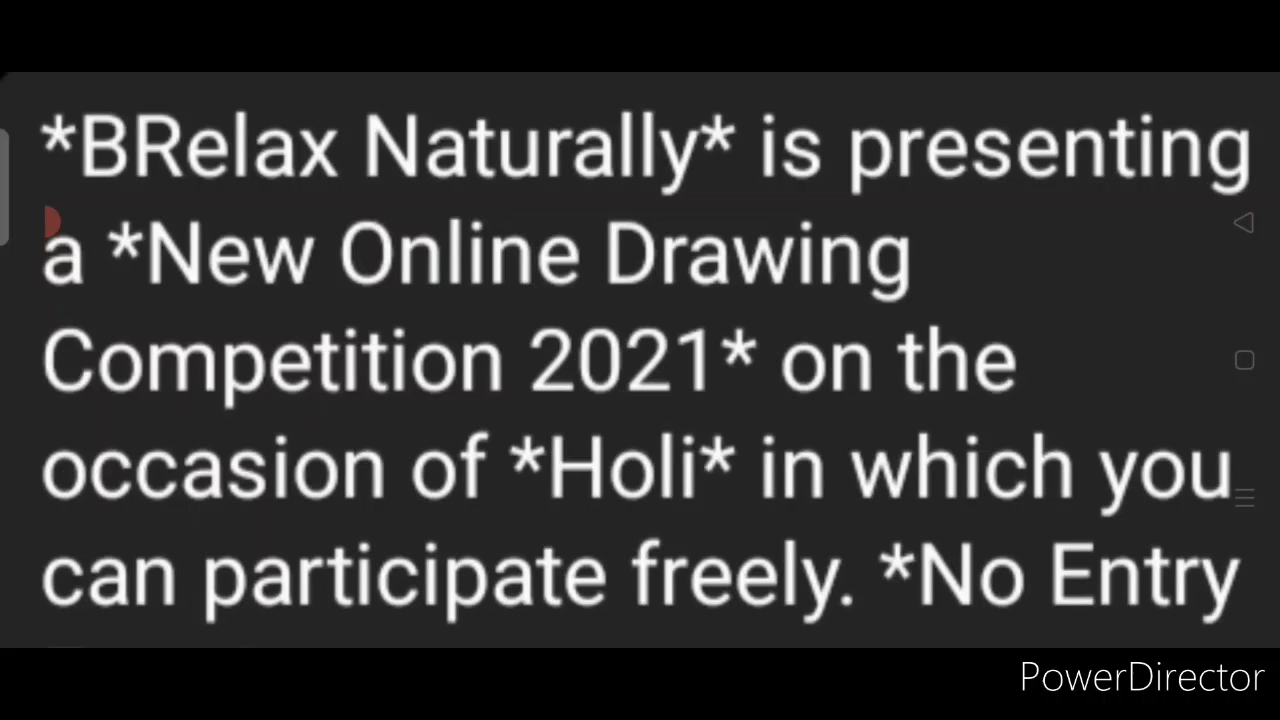 *BRelax Naturally* is presenting
a *New Online Drawing
Competition 2021* on the
occasion of *Holi* in which you
can participate freely. *No Entry
PowerDirector